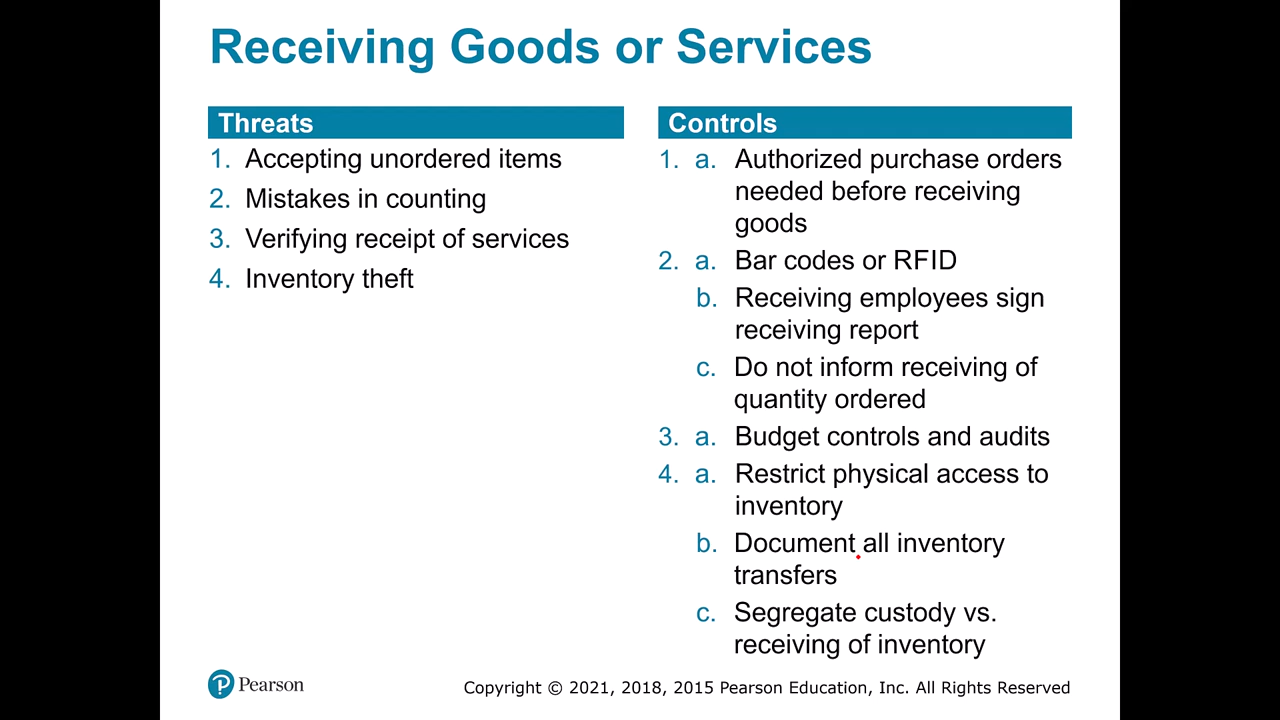 Receiving Goods or Services
Threats
1. Accepting unordered items
2. Mistakes in counting
3. Verifying receipt of services
4. Inventory theft
Controls
1. a. Authorized purchase orders
needed before receiving
goods
2. a. Bar codes or RFID
b. Receiving employees sign
receiving report
c. Do not inform receiving of
quantity ordered
3. a. Budget controls and audits
4. a. Restrict physical access to
inventory
b. Document all inventory
transfers
c. Segregate custody vs.
receiving of inventory
P Pearson
Copyright © 2021, 2018, 2015 Pearson Education, Inc. All Rights Reserved